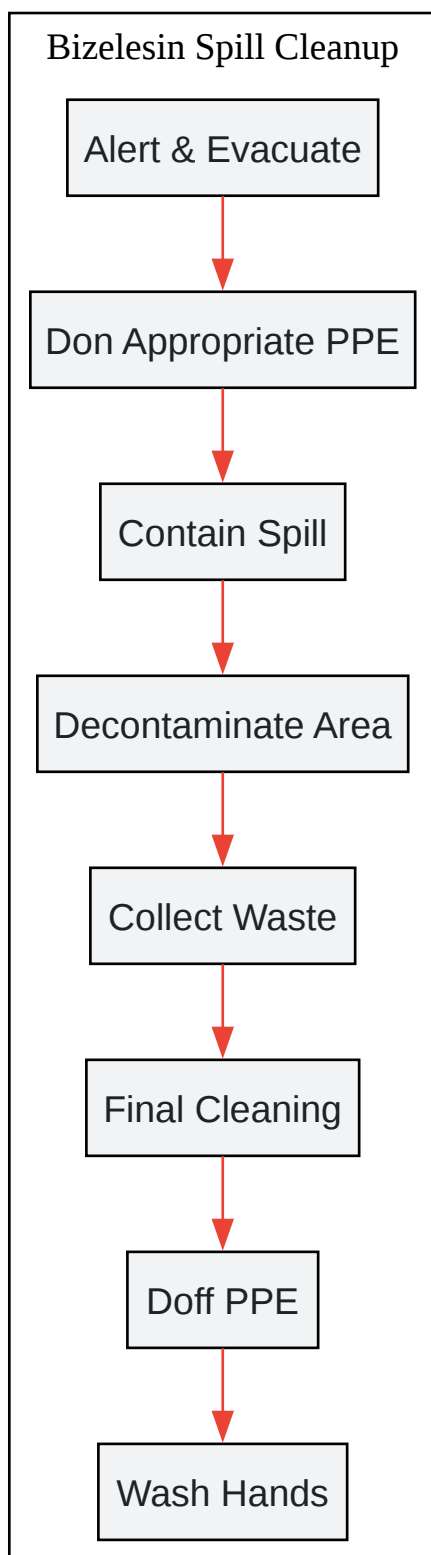 Bizelesin Spill Cleanup
Alert & Evacuate
Don Appropriate PPE
Contain Spill
Decontaminate Area
Collect Waste
Final Cleaning
Doff PPE
Wash Hands